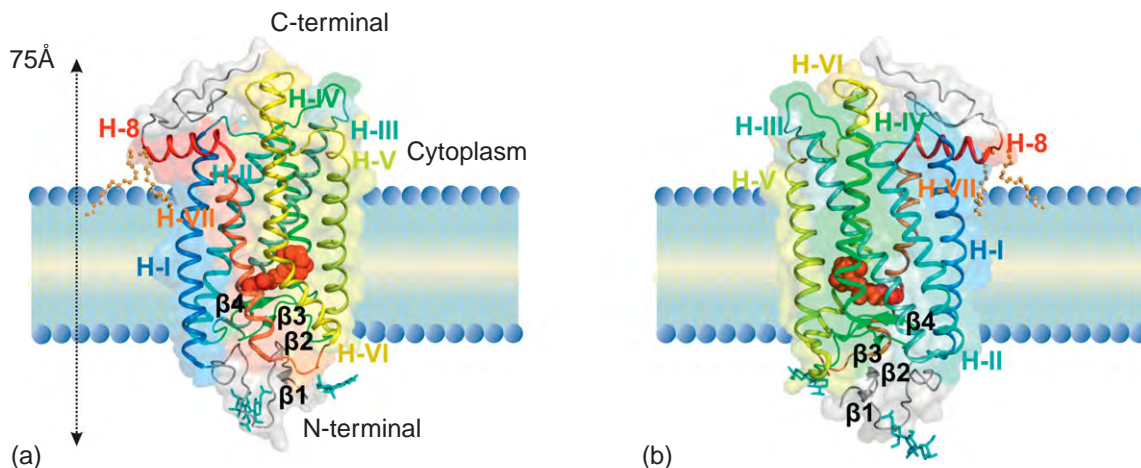 C-terminal
75Å
H-IV
H-8
H-III
H-II
H-V
Cytoplasm
H-VII
H-I
β4
β3
β2
H-VI
β1
N-terminal
(a)
H-VI
H-III
H-IV
H-8
H-V
H-VII
H-I
β4
β3
β2
H-II
β1
(b)